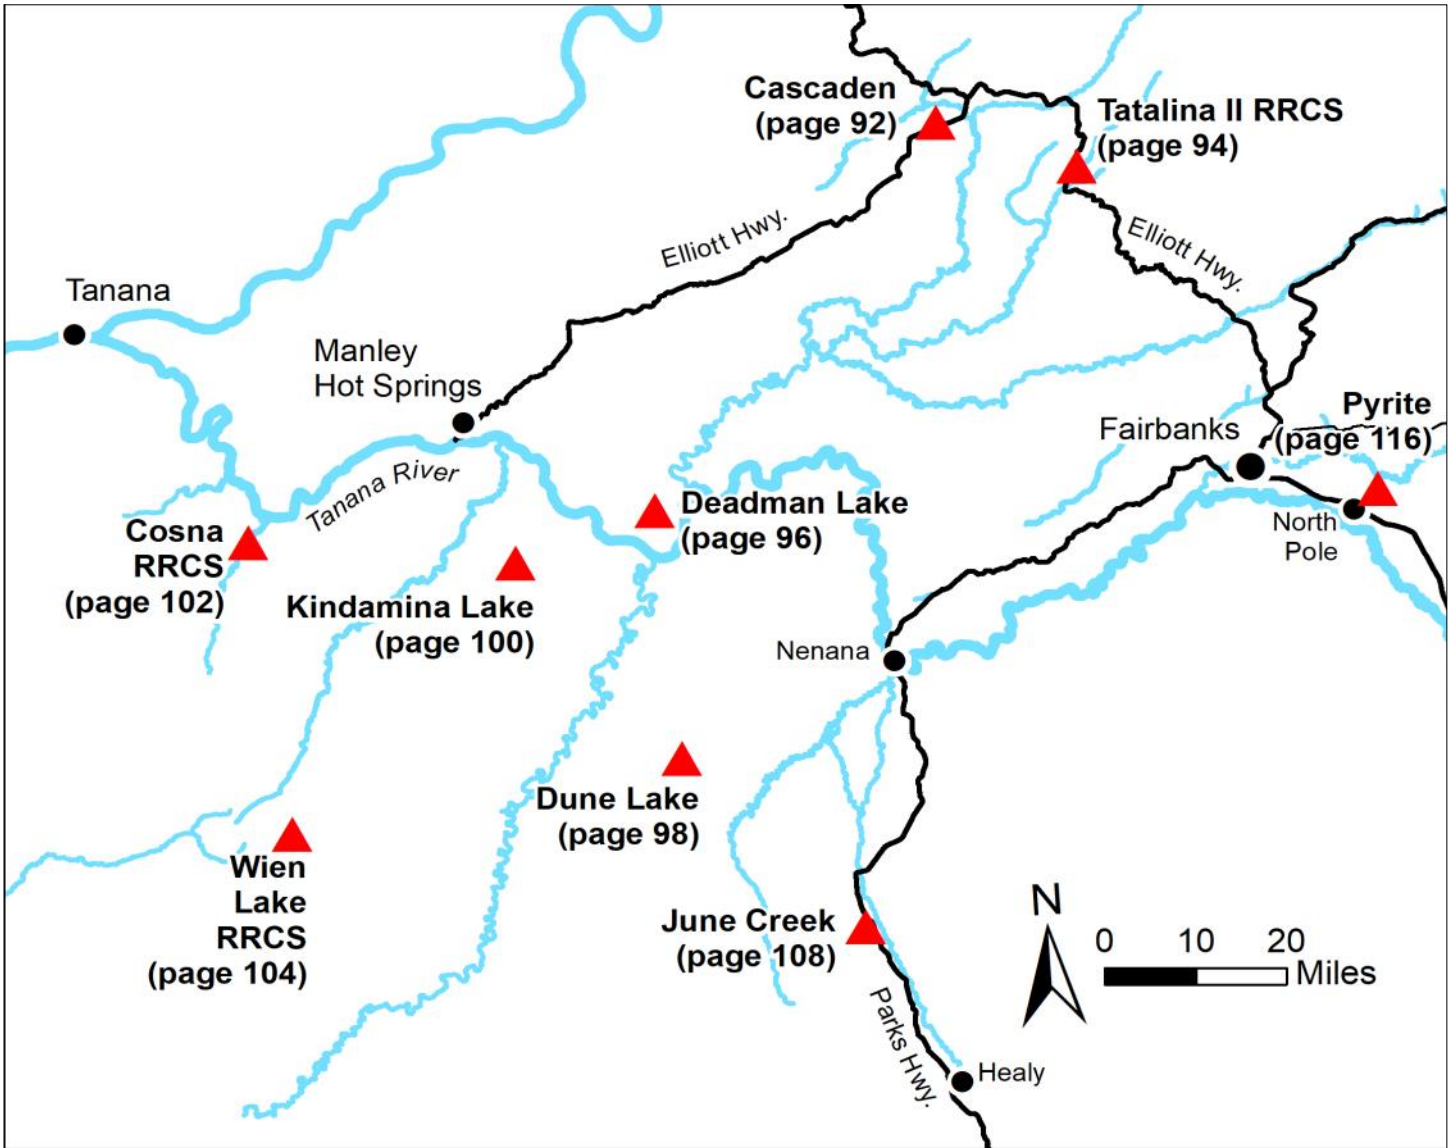 Cascaden
(page 92)
Tatalina II RRCS
(page 94)
Elliott Hwy.
Elliott Hwy.
Tanana
Manley
Hot Springs
Pyrite
(page 116)
Fairbanks
Tanana River
Deadman Lake
(page 96)
North
Pole
Cosna
RRCS
(page 102)
Kindamina Lake
(page 100)
Nenana
Dune Lake
(page 98)
Wien
Lake
RRCS
(page 104)
June Creek
(page 108)
N
0 10 20
Miles
Parks Hwy.
Healy